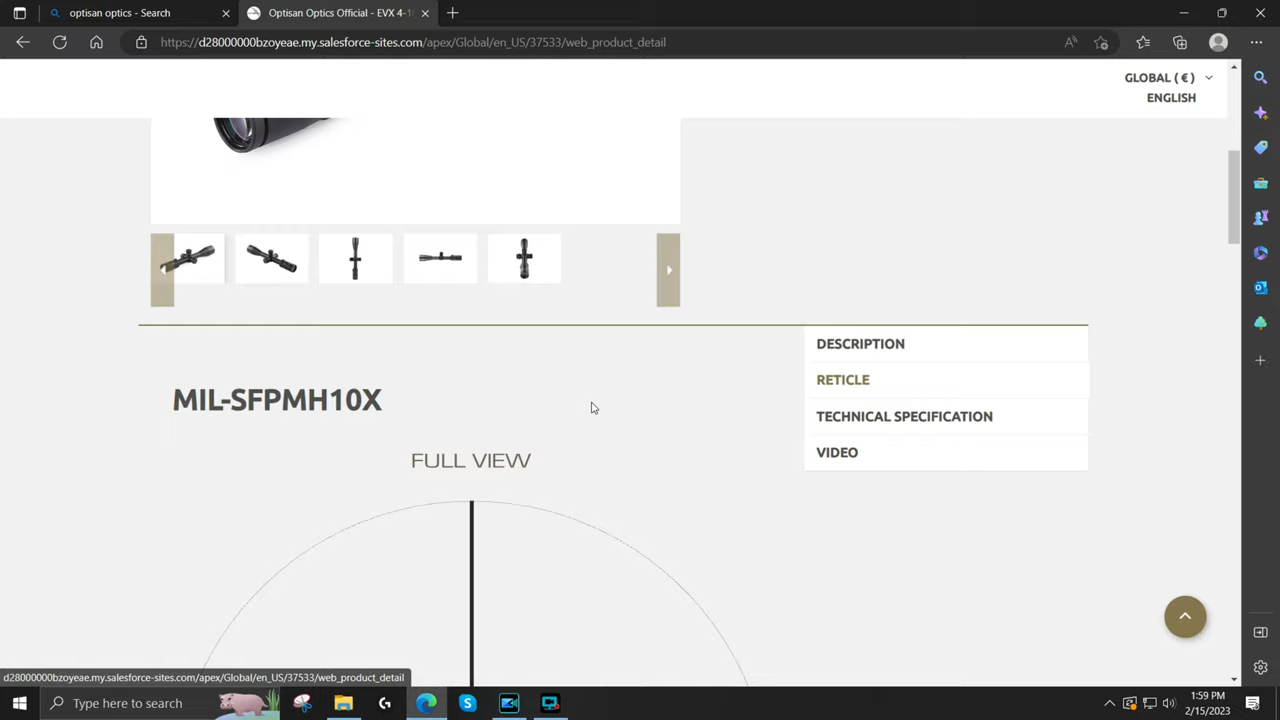 optisan optics - Search
Optisan Optics Official - EVX 4-1
https://d28000000bzoyeae.my.salesforce-sites.com/apex/Global/en_US/37533/web_product_detail
GLOBAL ( € )
ENGLISH
DESCRIPTION
RETICLE
TECHNICAL SPECIFICATION
VIDEO
MIL-SFPMH10X
FULL VIEW
d28000000bzoyeae.my.salesforce-sites.com/apex/Global/en_US/37533/web_product_detail
Type here to search
1:59 PM
2/15/2023